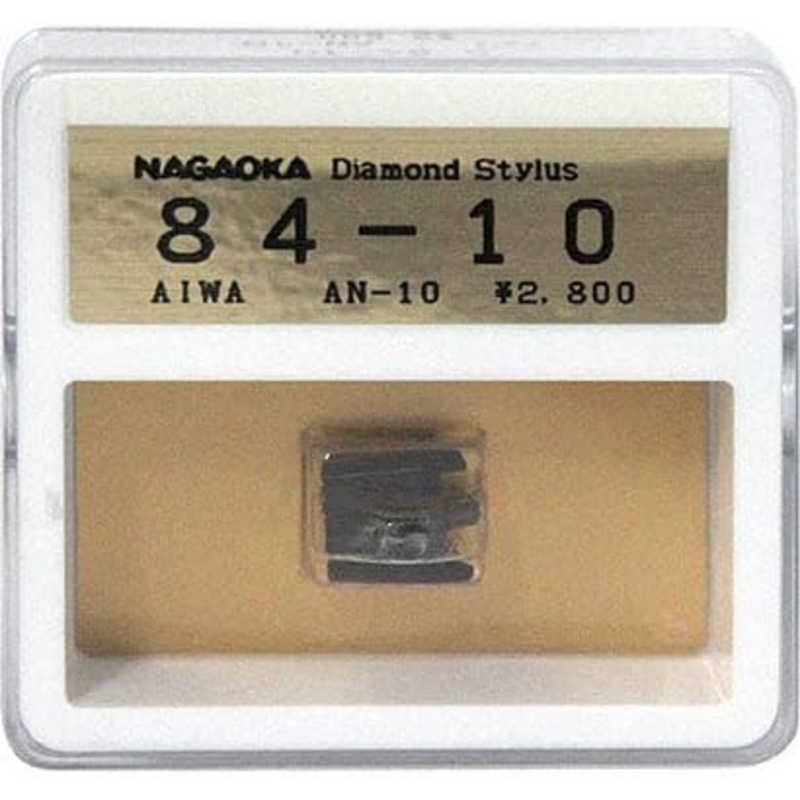 NAGAOKA Diamond Stylus
84-10
AIWA AN-10 ¥2,800